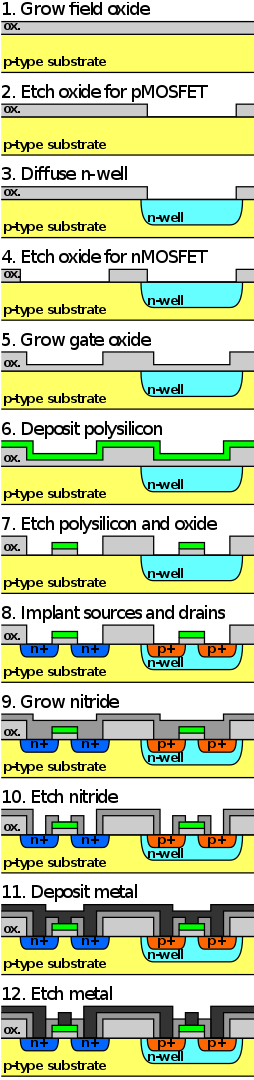 1. Grow field oxide
ox.
p-type substrate
2. Etch oxide for pMOSFET
ox.
p-type substrate
3. Diffuse n-well
ox.
n-well
p-type substrate
4. Etch oxide for nMOSFET
ox.
n-well
p-type substrate
5. Grow gate oxide
ox.
n-well
p-type substrate
6. Deposit polysilicon
ox.
n-well
p-type substrate
7. Etch polysilicon and oxide
ox.
n-well
p-type substrate
8. Implant sources and drains
ox.
n+ n+ p+ p+
n-well
p-type substrate
9. Grow nitride
ox.
n+ n+ p+ p+
n-well
p-type substrate
10. Etch nitride
ox.
n+ n+ p+ p+
n-well
p-type substrate
11. Deposit metal
ox.
n+ n+ p+ p+
n-well
p-type substrate
12. Etch metal
ox.
n+ n+ p+ p+
n-well
p-type substrate